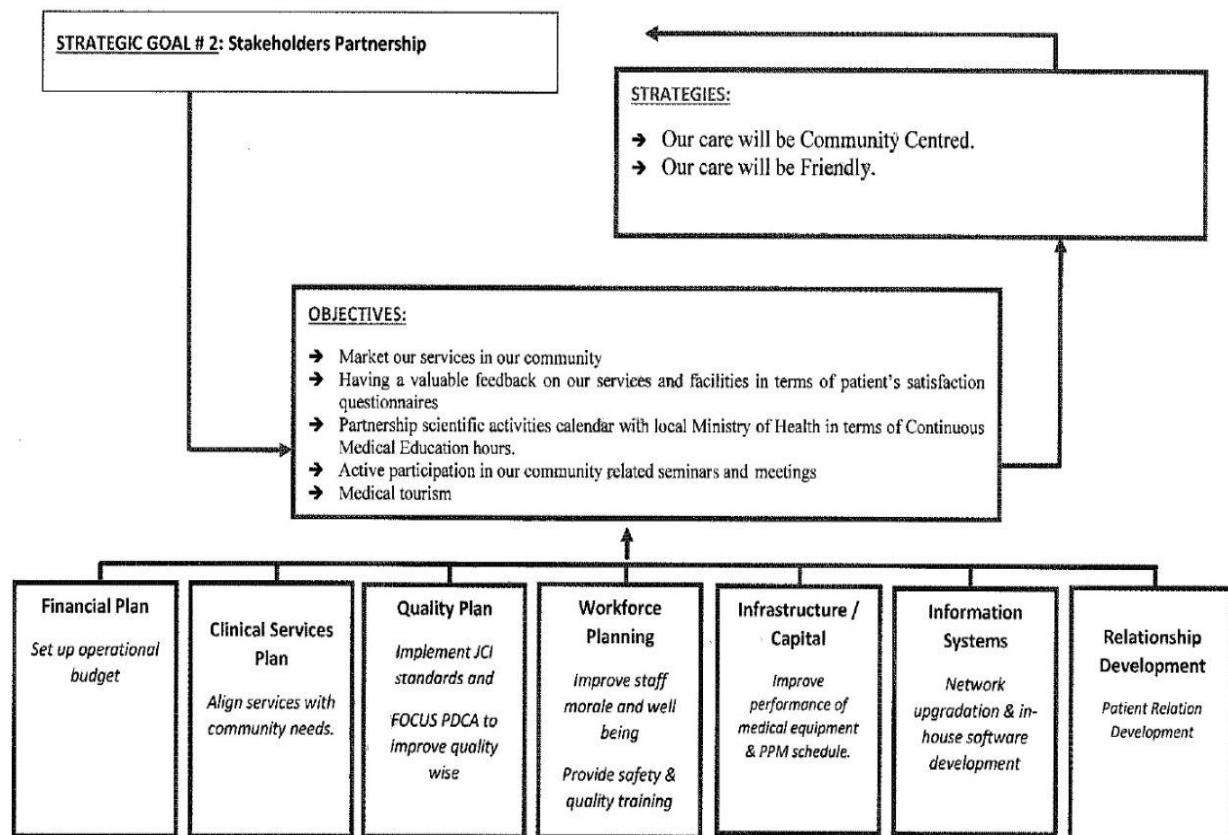 STRATEGIC GOAL # 2: Stakeholders Partnership
STRATEGIES:
➔ Our care will be Community Centred.
➔ Our care will be Friendly.
OBJECTIVES:
➔ Market our services in our community
➔ Having a valuable feedback on our services and facilities in terms of patient's satisfaction
questionnaires
➔ Partnership scientific activities calendar with local Ministry of Health in terms of Continuous
Medical Education hours.
➔ Active participation in our community related seminars and meetings
➔ Medical tourism
Financial Plan
Set up operational
budget
Clinical Services
Plan
Align services with
community needs.
Quality Plan
Implement JCI
standards and
FOCUS PDCA to
improve quality
wise
Workforce
Planning
Improve staff
morale and well
being
Provide safety &
quality training
Infrastructure /
Capital
Improve
performance of
medical equipment
& PPM schedule.
Information
Systems
Network
upgradation & in-
house software
development
Relationship
Development
Patient Relation
Development